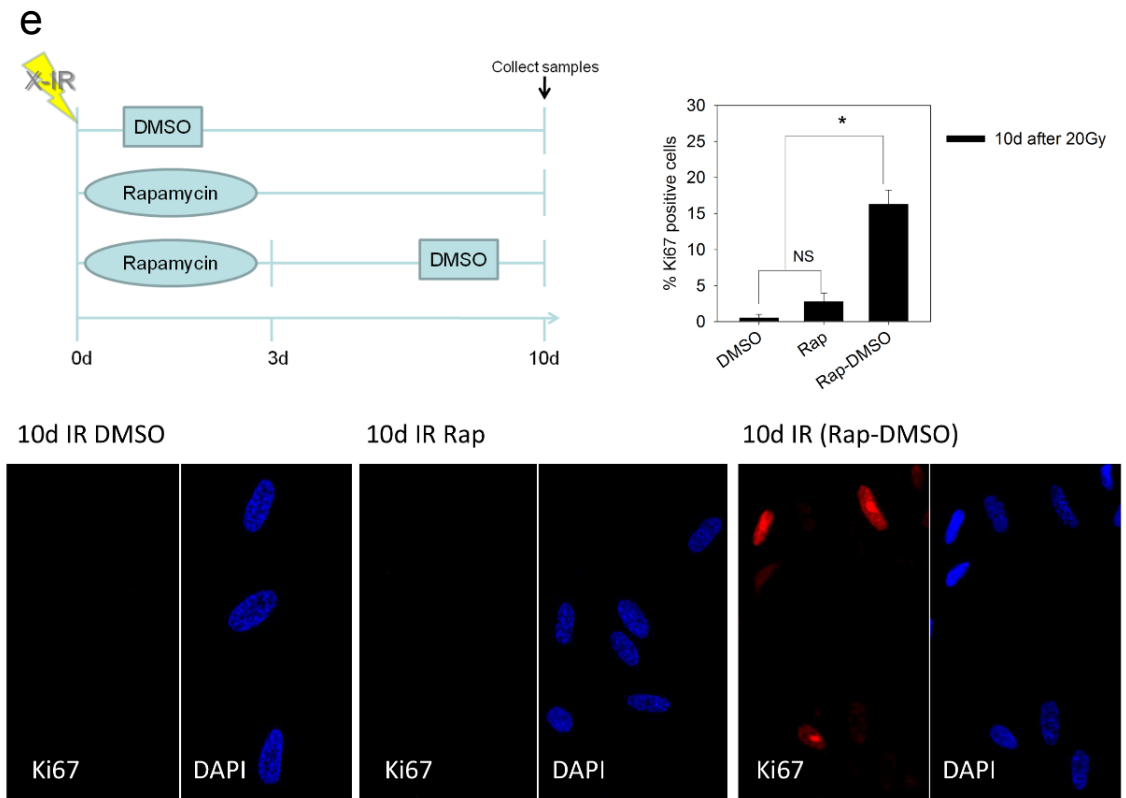 e
X-IR
Collect samples
DMSO
Rapamycin
Rapamycin
DMSO
0d
3d
10d
30
25
20
15
10
5
0
% Ki67 positive cells
*
NS
DMSO
Rap
Rap-DMSO
10d after 20Gy
10d IR DMSO
10d IR Rap
10d IR (Rap-DMSO)
Ki67
DAPI
Ki67
DAPI
Ki67
DAPI